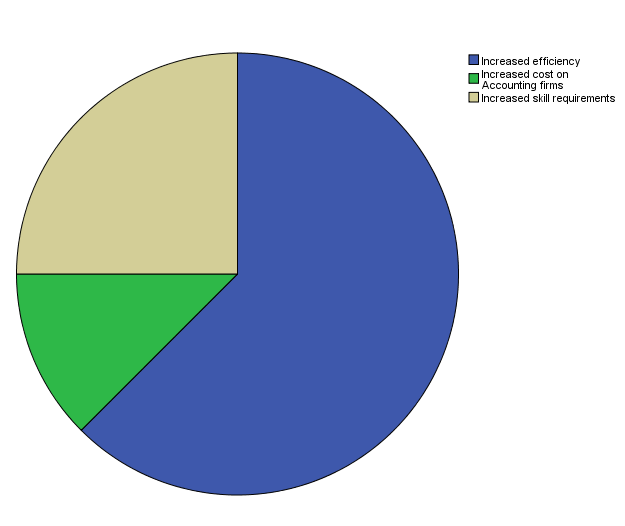 Increased efficiency
Increased cost on
Accounting firms
Increased skill requirements